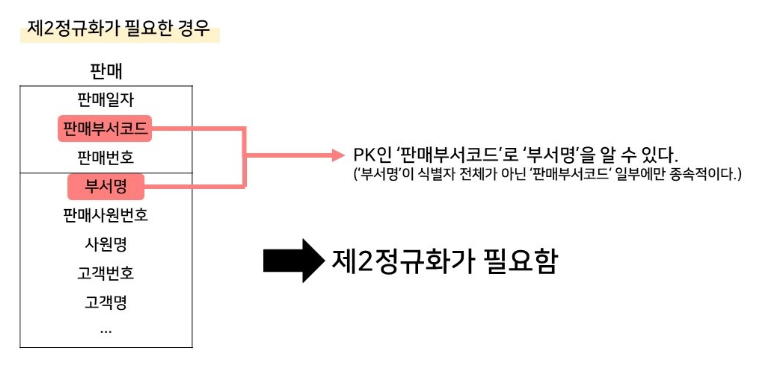 제2정규화가 필요한 경우
판매
판매일자
판매부서코드
판매번호
부서명
판매사원번호
사원명
고객번호
고객명
...
PK인 ‘판매부서코드’로 ‘부서명’을 알 수 있다.
(‘부서명’이 식별자 전체가 아닌 ‘판매부서코드‘ 일부에만 종속적이다.)
제2정규화가 필요함